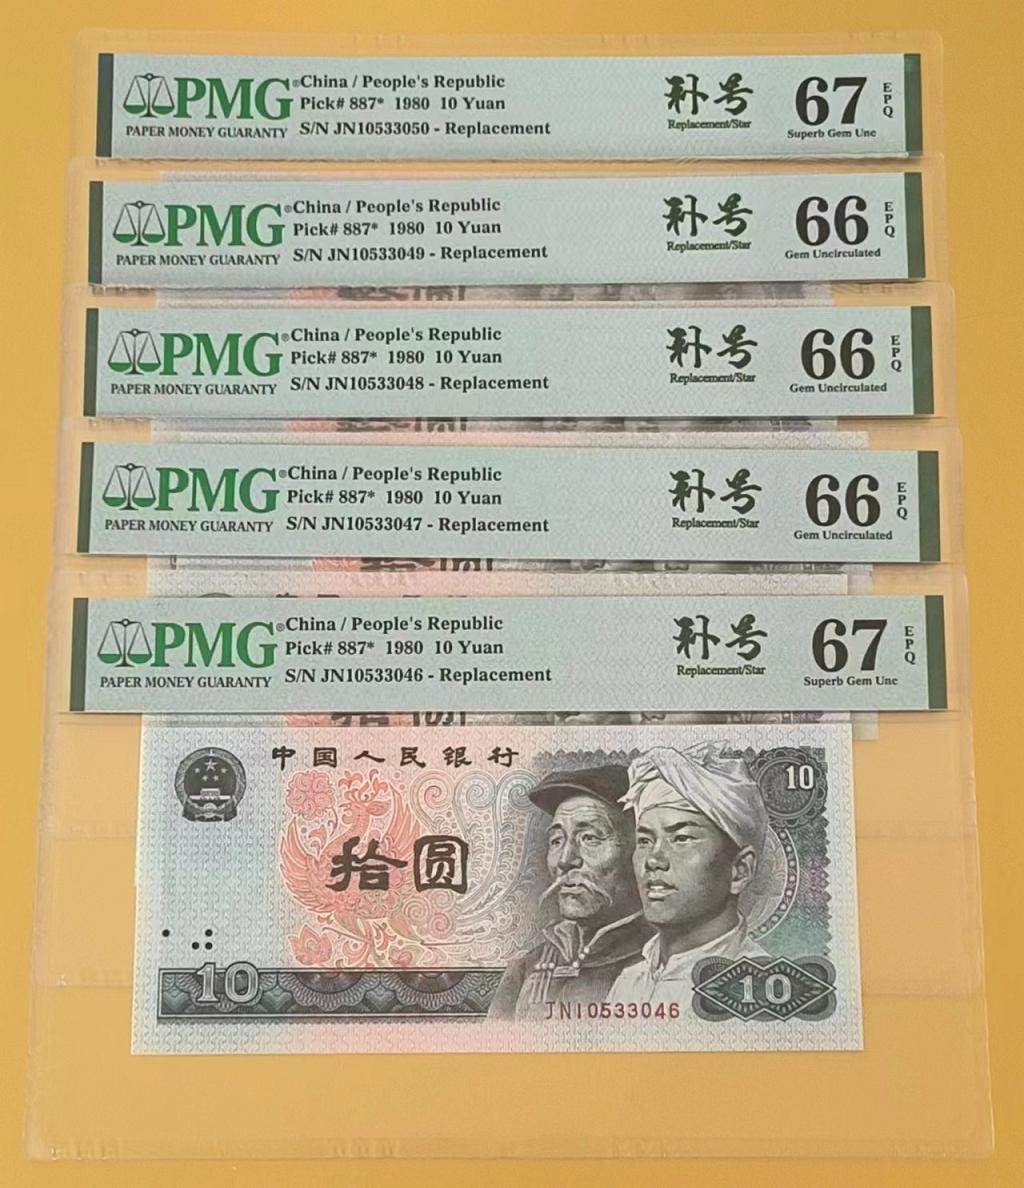 PMG
PAPER MONEY GUARANTY
®China / People's Republic
Pick# 887* 1980 10 Yuan
S/N JN10533050 - Replacement
补号
Replacement/Star
67
EPQ
Superb Gem Unc
PMG
PAPER MONEY GUARANTY
®China / People's Republic
Pick# 887* 1980 10 Yuan
S/N JN10533049 - Replacement
补号
Replacement/Star
66
EPQ
Gem Uncirculated
PMG
PAPER MONEY GUARANTY
®China / People's Republic
Pick# 887* 1980 10 Yuan
S/N JN10533048 - Replacement
补号
Replacement/Star
66
EPQ
Gem Uncirculated
PMG
PAPER MONEY GUARANTY
®China / People's Republic
Pick# 887* 1980 10 Yuan
S/N JN10533047 - Replacement
补号
Replacement/Star
66
EPQ
Gem Uncirculated
PMG
PAPER MONEY GUARANTY
®China / People's Republic
Pick# 887* 1980 10 Yuan
S/N JN10533046 - Replacement
补号
Replacement/Star
67
EPQ
Superb Gem Unc
中国人民银行
10
拾圆
10
JN10533046
10